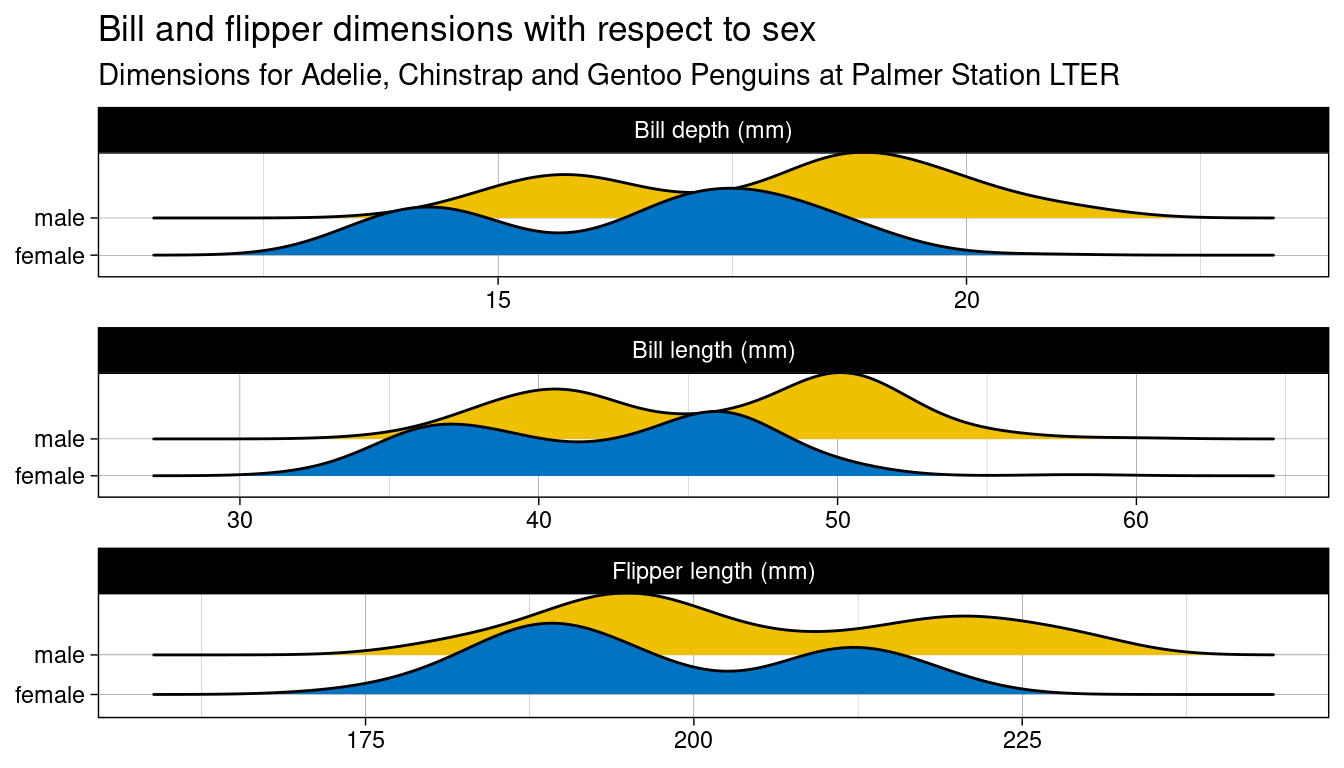 Bill and flipper dimensions with respect to sex
Dimensions for Adelie, Chinstrap and Gentoo Penguins at Palmer Station LTER
Bill depth (mm)
male
female
15 20
Bill length (mm)
male
female
30 40 50 60
Flipper length (mm)
male
female
175 200 225